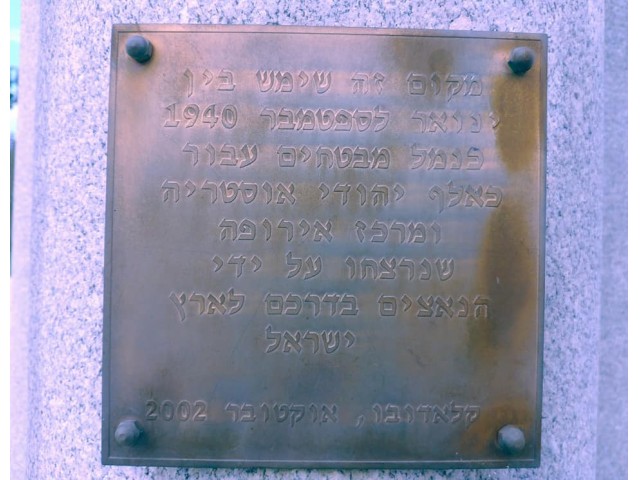 מקום זה שימש בין
ינואר לספטמבר 1940
כנמל מבטחים עבור
כאלף יהודי אוסטריה
ומרכז אירופה
שנרצחו על ידי
הנאצים בדרכם לארץ
ישראל
קלאדובו, אוקטובר 2002